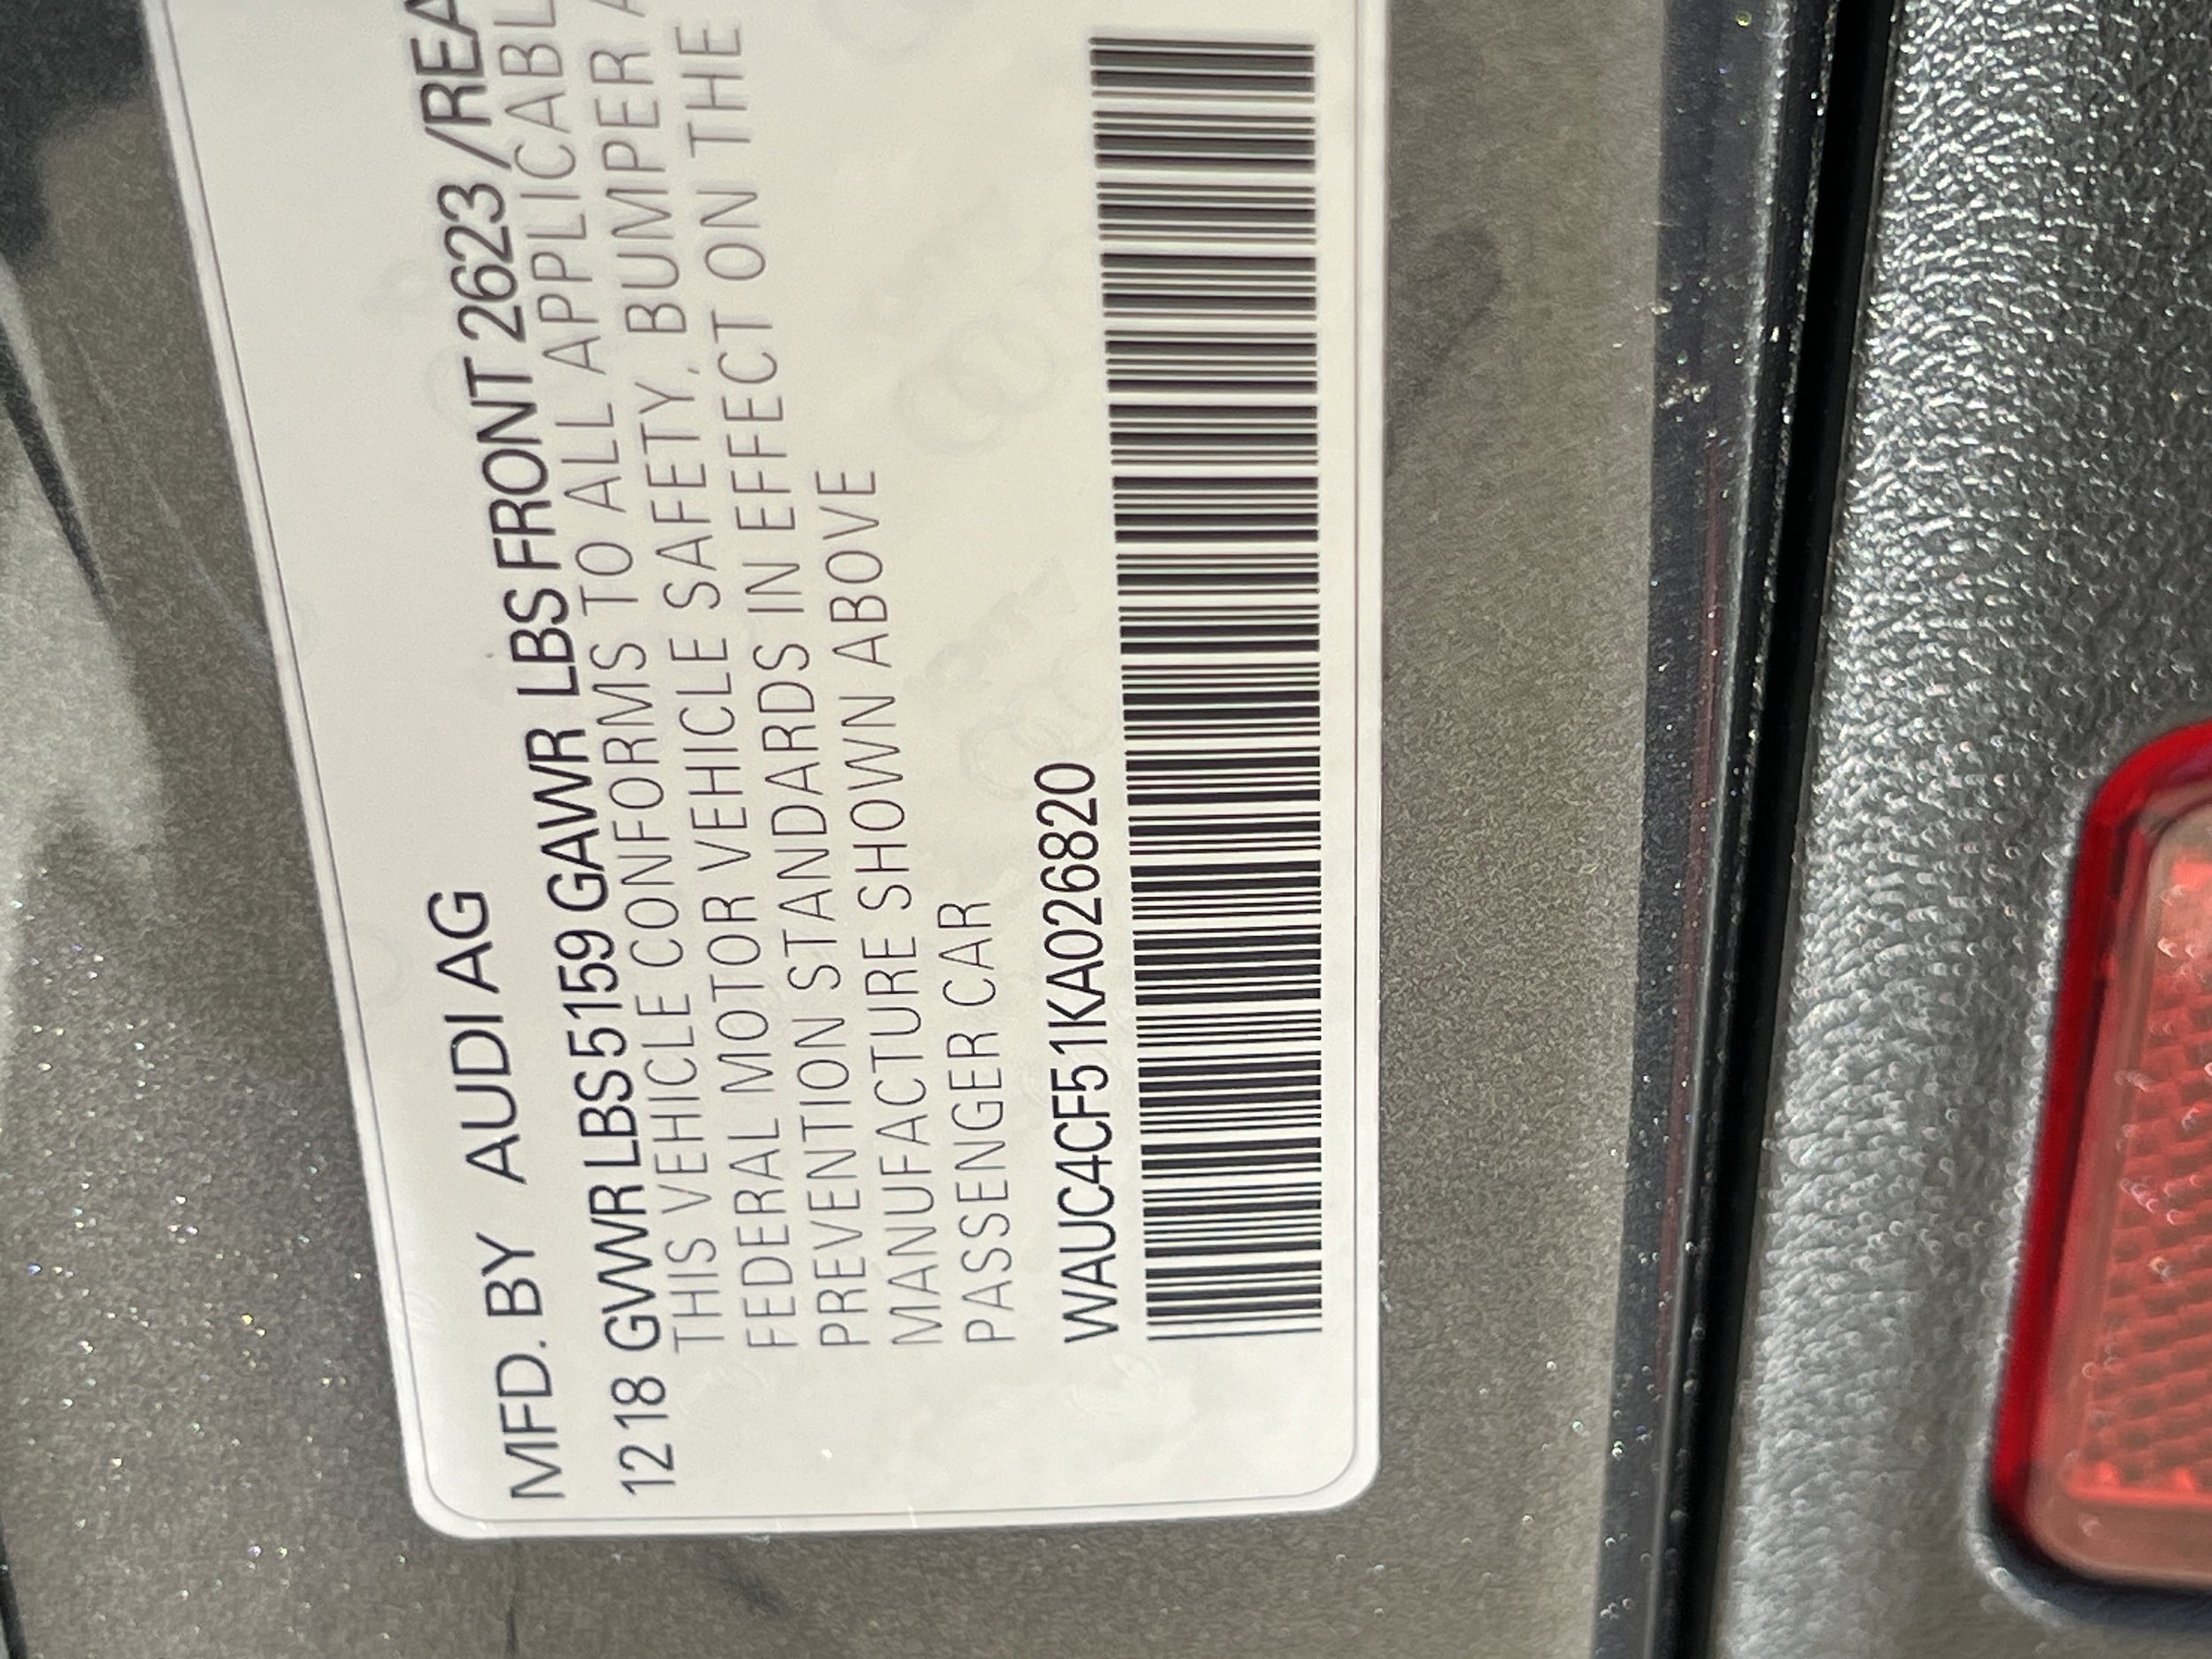 MFD. BY AUDI AG
12 18 GVWR LBS 5159 GAWR LBS FRONT 2623 /REA
THIS VEHICLE CONFORMS TO ALL APPLICABL
FEDERAL MOTOR VEHICLE SAFETY, BUMPER A
PREVENTION STANDARDS IN EFFECT ON THE
MANUFACTURE SHOWN ABOVE
PASSENGER CAR
WAUC4CF51KA026820